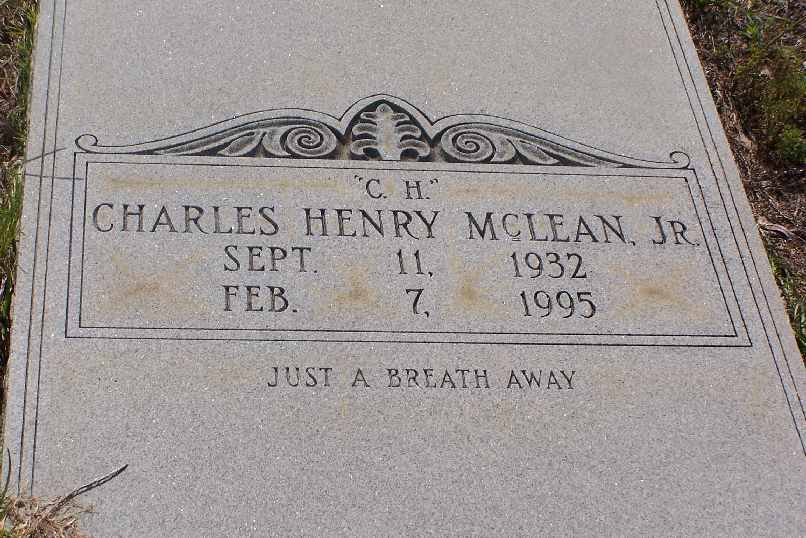 "C. H."
CHARLES HENRY McLEAN, JR.
SEPT. 11, 1932
FEB. 7, 1995
JUST A BREATH AWAY